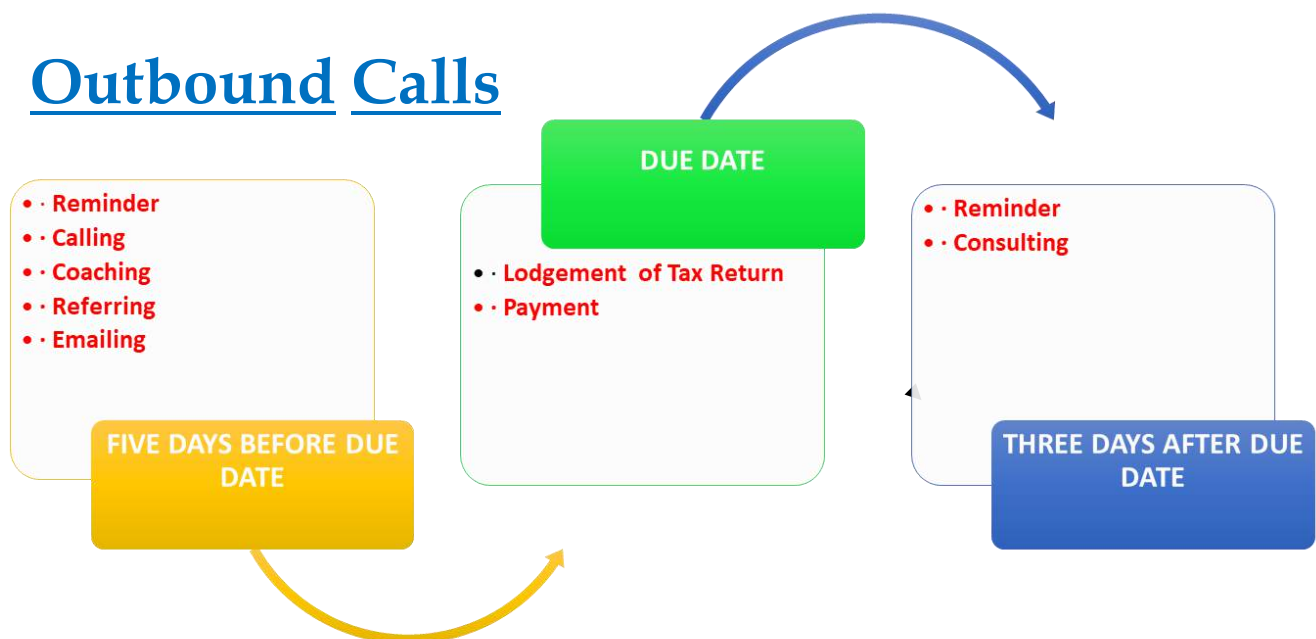 Outbound Calls
• · Reminder
• · Calling
• · Coaching
• · Referring
• · Emailing
FIVE DAYS BEFORE DUE
DATE
DUE DATE
• · Lodgement of Tax Return
• · Payment
• · Reminder
• · Consulting
THREE DAYS AFTER DUE
DATE